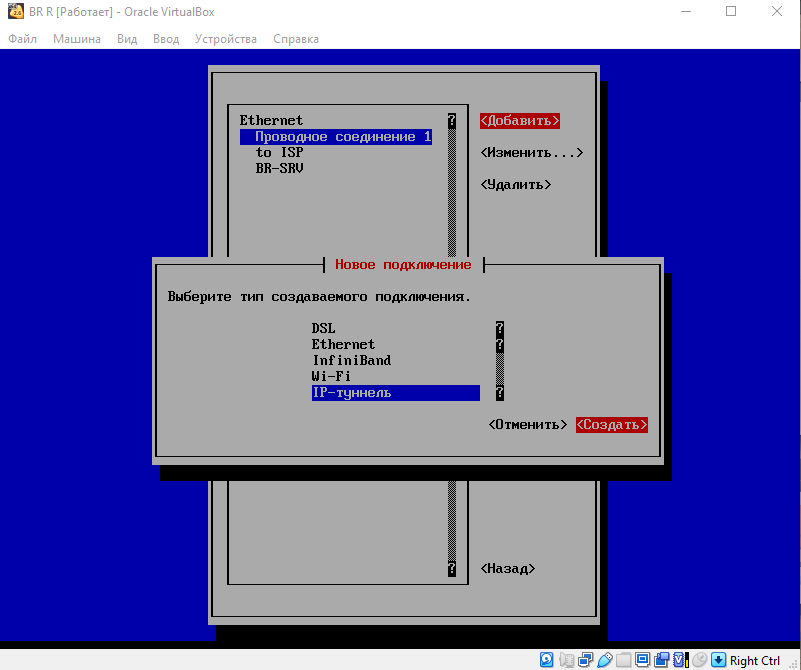 BR R [Работает] - Oracle VirtualBox
Файл Машина Вид Ввод Устройства Справка
Ethernet ? <Добавить>
Проводное соединение 1
to ISP <Изменить...>
BR-SRV
<Удалить>
Новое подключение
Выберите тип создаваемого подключения.
DSL ?
Ethernet ?
InfiniBand
Wi-Fi
IP-туннель ?
<Отменить> <Создать>
? <Назад>
Right Ctrl